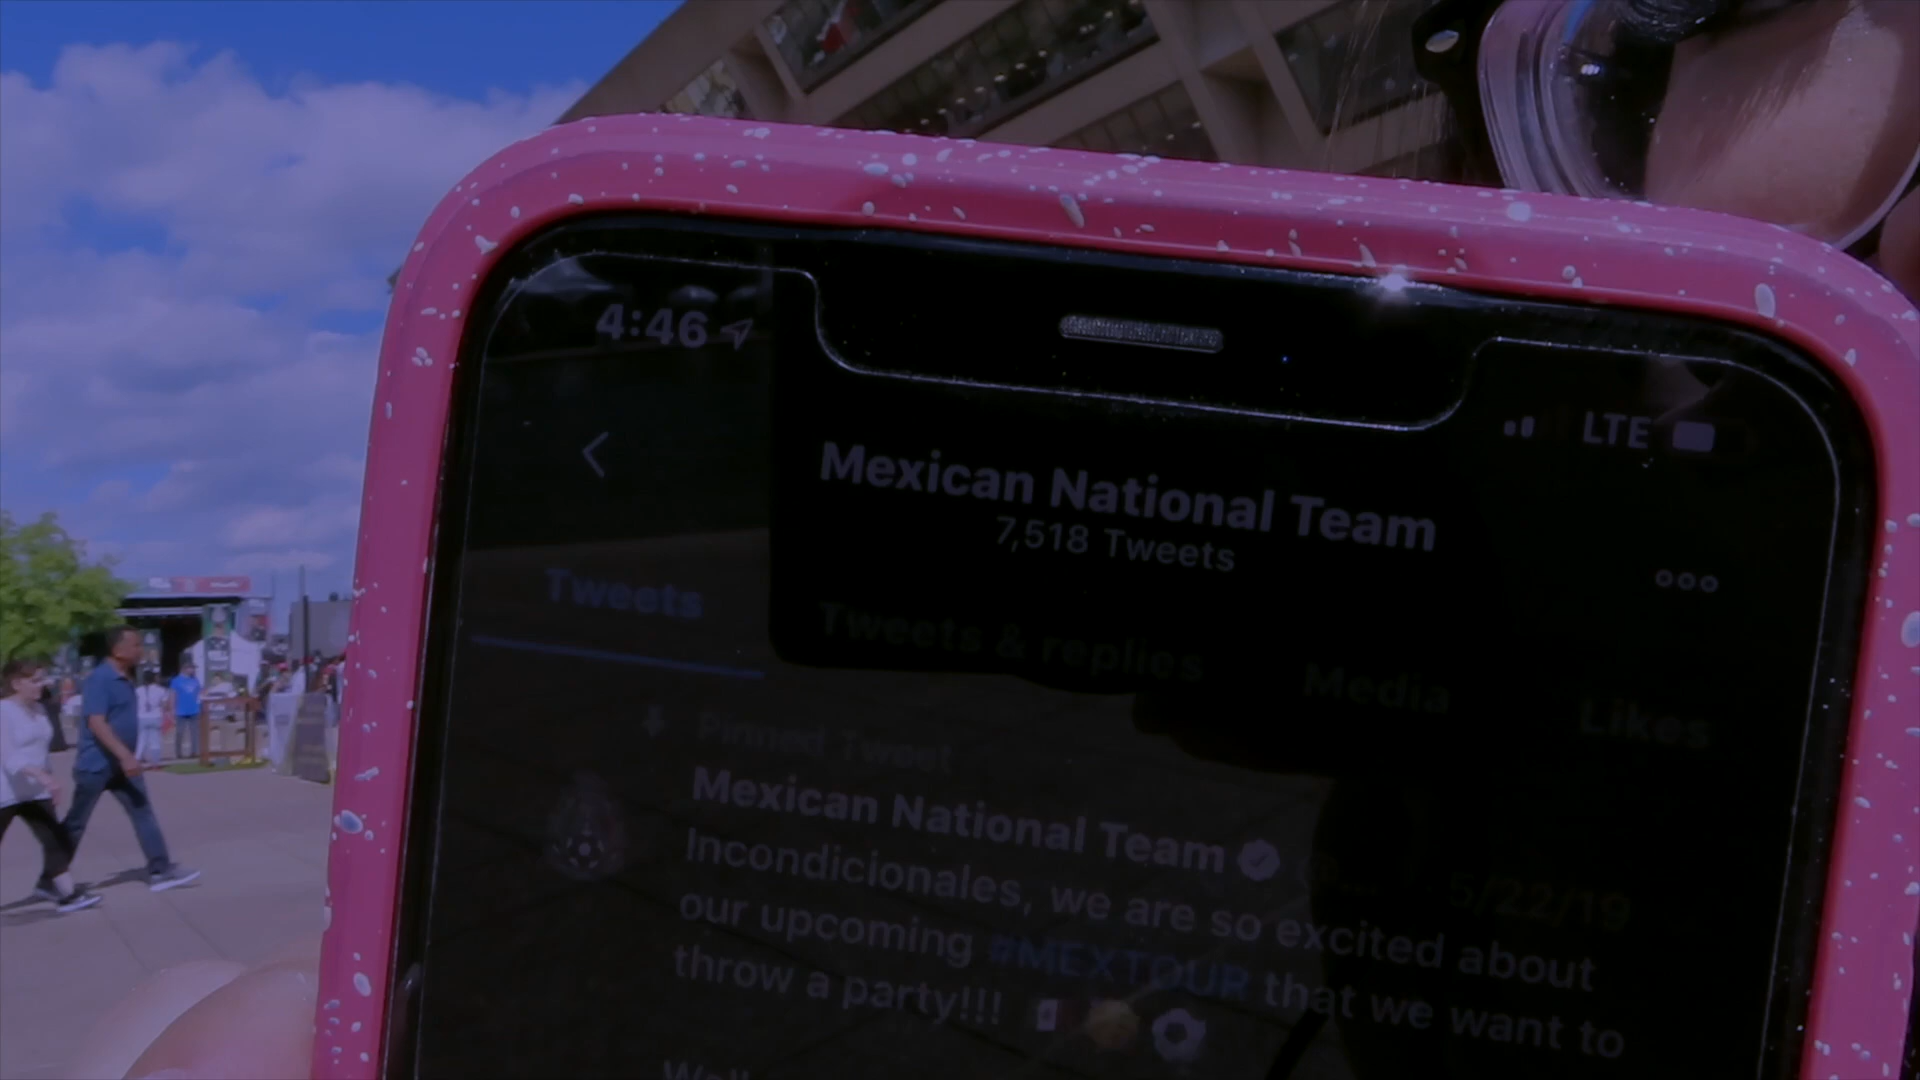 4:46
LTE
Mexican National Team
7,518 Tweets
Tweets
Tweets & replies
Media
Likes
Pinned Tweet
Mexican National Team
5/22/19
Incondicionales, we are so excited about
our upcoming #MEXTOUR that we want to
throw a party!!!